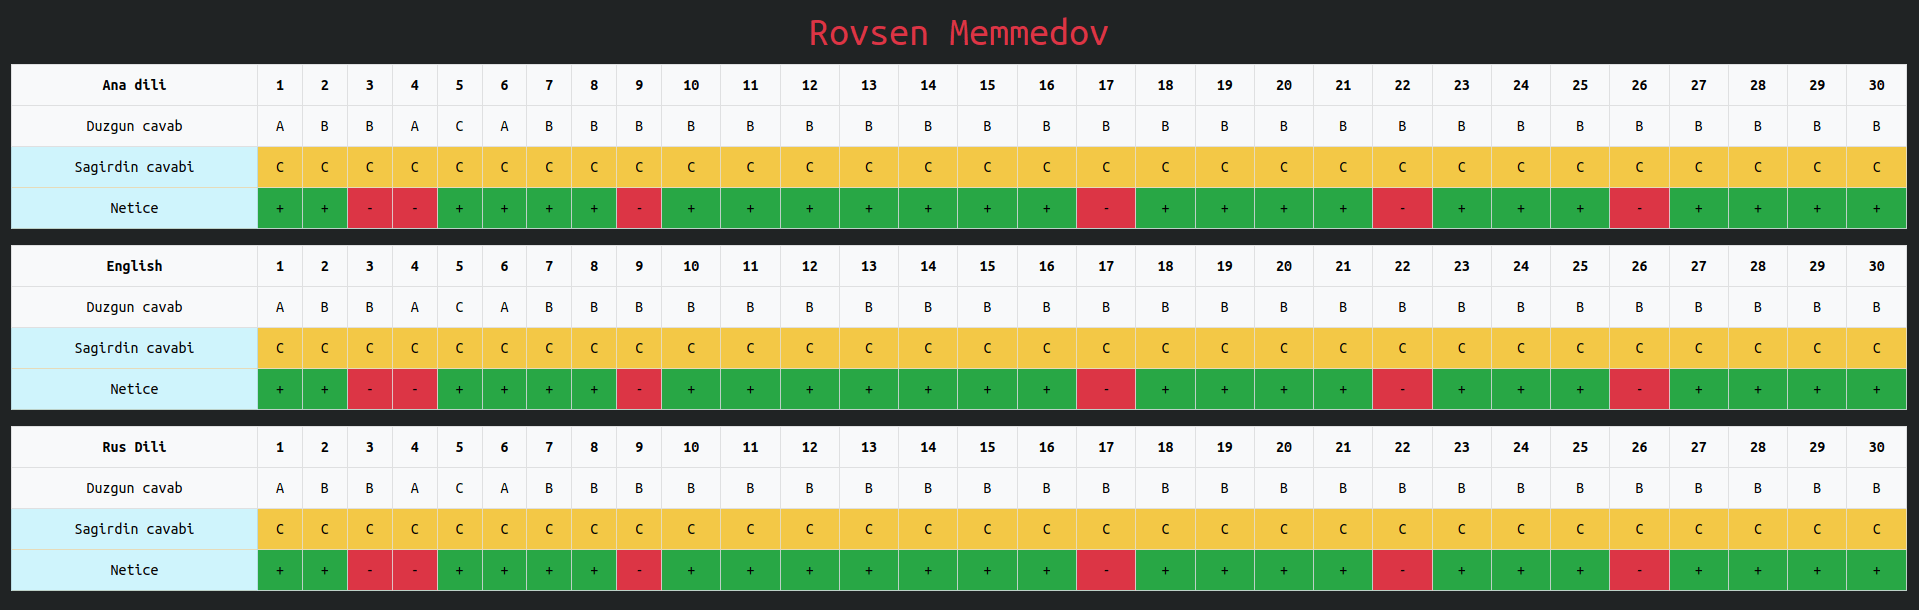 Rovsen Memmedov
Ana dili 1 2 3 4 5 6 7 8 9 10 11 12 13 14 15 16 17 18 19 20 21 22 23 24 25 26 27 28 29 30
Duzgun cavab A B B A C A B B B B B B B B B B B B B B B B B B B B B B B B
Sagirdin cavabi C C C C C C C C C C C C C C C C C C C C C C C C C C C C C C
Netice + + - - + + + + - + + + + + + + - + + + + - + + + - + + + +
English 1 2 3 4 5 6 7 8 9 10 11 12 13 14 15 16 17 18 19 20 21 22 23 24 25 26 27 28 29 30
Duzgun cavab A B B A C A B B B B B B B B B B B B B B B B B B B B B B B B
Sagirdin cavabi C C C C C C C C C C C C C C C C C C C C C C C C C C C C C C
Netice + + - - + + + + - + + + + + + + - + + + + - + + + - + + + +
Rus Dili 1 2 3 4 5 6 7 8 9 10 11 12 13 14 15 16 17 18 19 20 21 22 23 24 25 26 27 28 29 30
Duzgun cavab A B B A C A B B B B B B B B B B B B B B B B B B B B B B B B
Sagirdin cavabi C C C C C C C C C C C C C C C C C C C C C C C C C C C C C C
Netice + + - - + + + + - + + + + + + + - + + + + - + + + - + + + +